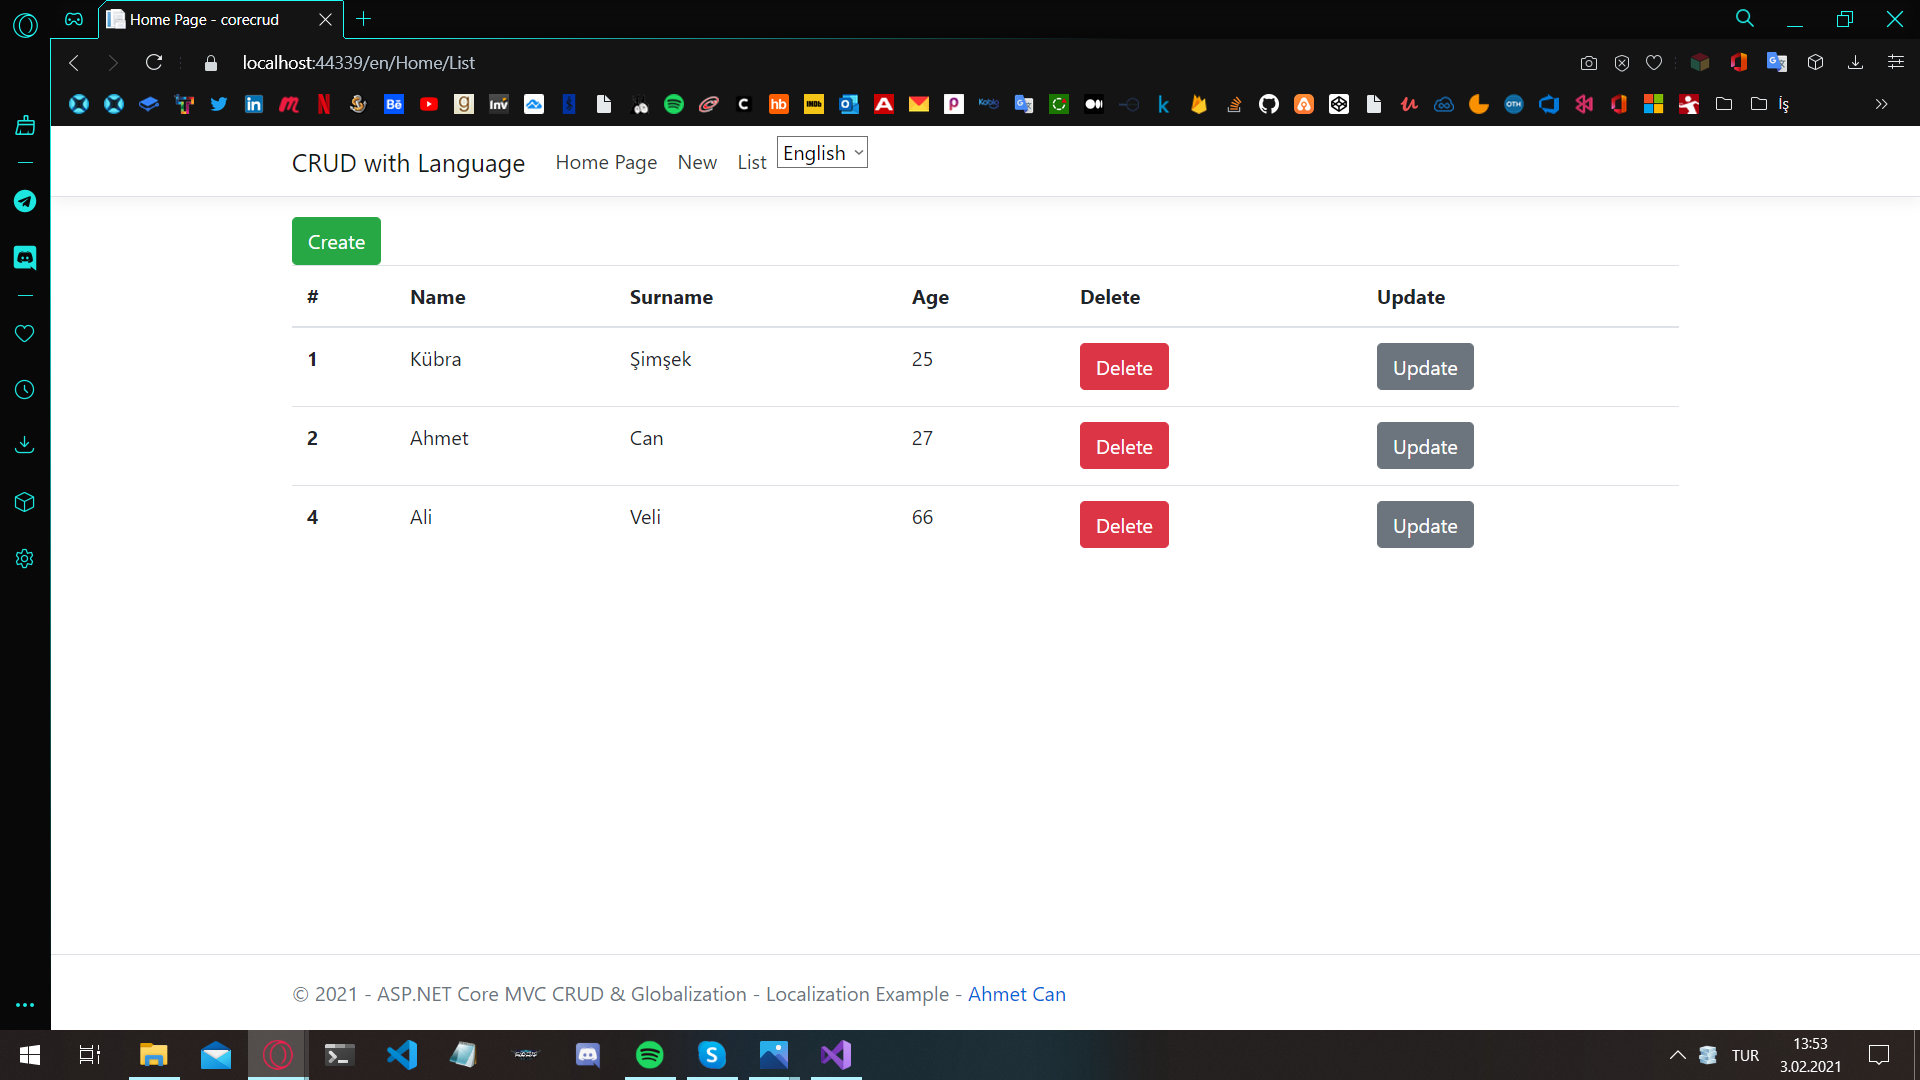 Home Page - corecrud
localhost:44339/en/Home/List
İş
CRUD with Language Home Page New List English
Create
# Name Surname Age Delete Update
1 Kübra Şimşek 25 Delete Update
2 Ahmet Can 27 Delete Update
4 Ali Veli 66 Delete Update
© 2021 - ASP.NET Core MVC CRUD & Globalization - Localization Example - Ahmet Can
TUR
13:53
3.02.2021